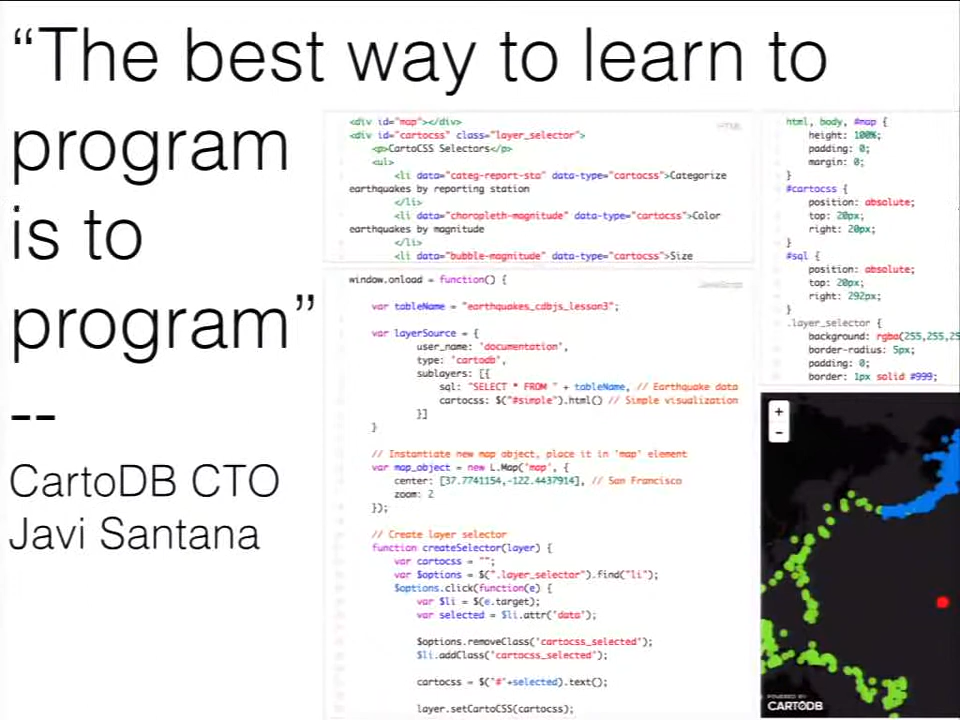 “The best way to learn to
program
is to
program”
--
CartoDB CTO
Javi Santana
HTML
<div id="map"></div>
<div id="cartocss" class="layer_selector">
<p>CartoCSS Selectors</p>
<ul>
<li data="categ-report-sta" data-type="cartocss">Categorize
earthquakes by reporting station
</li>
<li data="choropleth-magnitude" data-type="cartocss">Color
earthquakes by magnitude
</li>
<li data="bubble-magnitude" data-type="cartocss">Size
JavaScript
window.onload = function() {
var tableName = "earthquakes_cdbjs_lesson3";
var layerSource = {
user_name: 'documentation',
type: 'cartodb',
sublayers: [{
sql: "SELECT * FROM " + tableName, // Earthquake data
cartocss: $("#simple").html() // Simple visualization
}]
}
// Instantiate new map object, place it in 'map' element
var map_object = new L.Map('map', {
center: [37.7741154,-122.4437914], // San Francisco
zoom: 2
});
// Create layer selector
function createSelector(layer) {
var cartocss = "";
var $options = $(".layer_selector").find("li");
$options.click(function(e) {
var $li = $(e.target);
var selected = $li.attr('data');
$options.removeClass('cartocss_selected');
$li.addClass('cartocss_selected');
cartocss = $('#'+selected).text();
layer.setCartoCSS(cartocss);
html, body, #map {
height: 100%;
padding: 0;
margin: 0;
}
#cartocss {
position: absolute;
top: 20px;
right: 20px;
}
#sql {
position: absolute;
top: 20px;
right: 292px;
}
.layer_selector {
background: rgba(255,255,25
border-radius: 5px;
padding: 0;
border: 1px solid #999;
+
-
POWERED BY
CARTODB